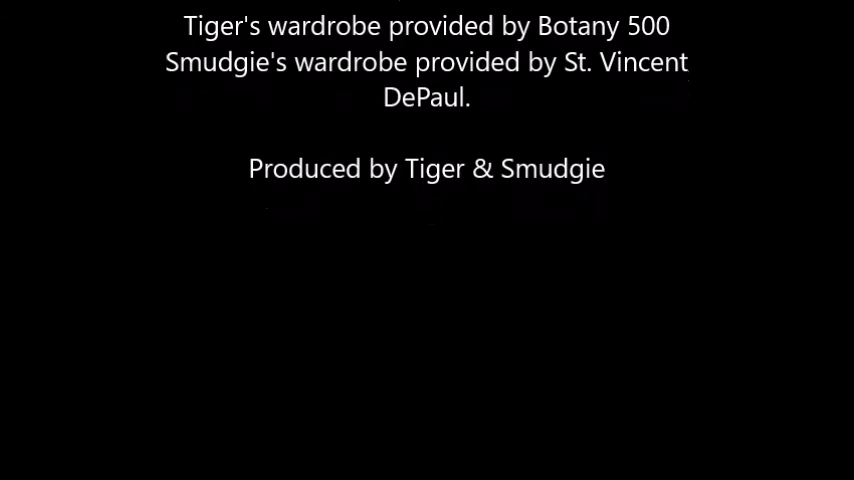 Tiger's wardrobe provided by Botany 500
Smudgie's wardrobe provided by St. Vincent
DePaul.
Produced by Tiger & Smudgie